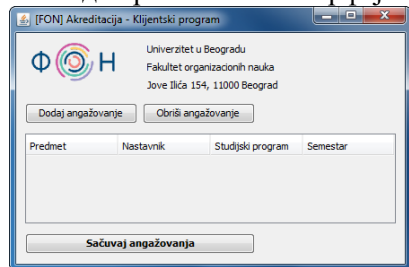 [FON] Akreditacija - Klijentski program
ФОН
Univerzitet u Beogradu
Fakultet organizacionih nauka
Jove Ilića 154, 11000 Beograd
Dodaj angažovanje
Obriši angažovanje
Predmet Nastavnik Studijski program Semestar
Sačuvaj angažovanja